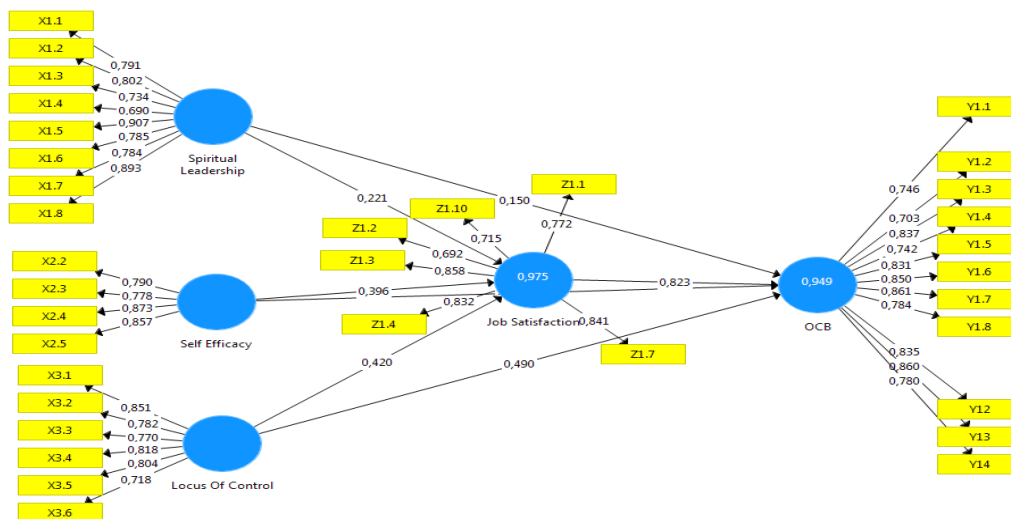 X1.1
X1.2
X1.3
X1.4
X1.5
X1.6
X1.7
X1.8
0,791
0,802
0,734
0,690
0,907
0,785
0,784
0,893
Spiritual
Leadership
X2.2
X2.3
X2.4
X2.5
0,790
0,778
0,873
0,857
Self Efficacy
X3.1
X3.2
X3.3
X3.4
X3.5
X3.6
0,851
0,782
0,770
0,818
0,804
0,718
Locus Of Control
0,221
0,150
0,396
0,420
0,490
0,823
Z1.1
Z1.10
Z1.2
Z1.3
Z1.4
Z1.7
0,772
0,715
0,692
0,858
0,832
0,841
0,975
Job Satisfaction
0,949
OCB
0,746
0,703
0,837
0,742
0,831
0,850
0,861
0,784
0,835
0,860
0,780
Y1.1
Y1.2
Y1.3
Y1.4
Y1.5
Y1.6
Y1.7
Y1.8
Y12
Y13
Y14